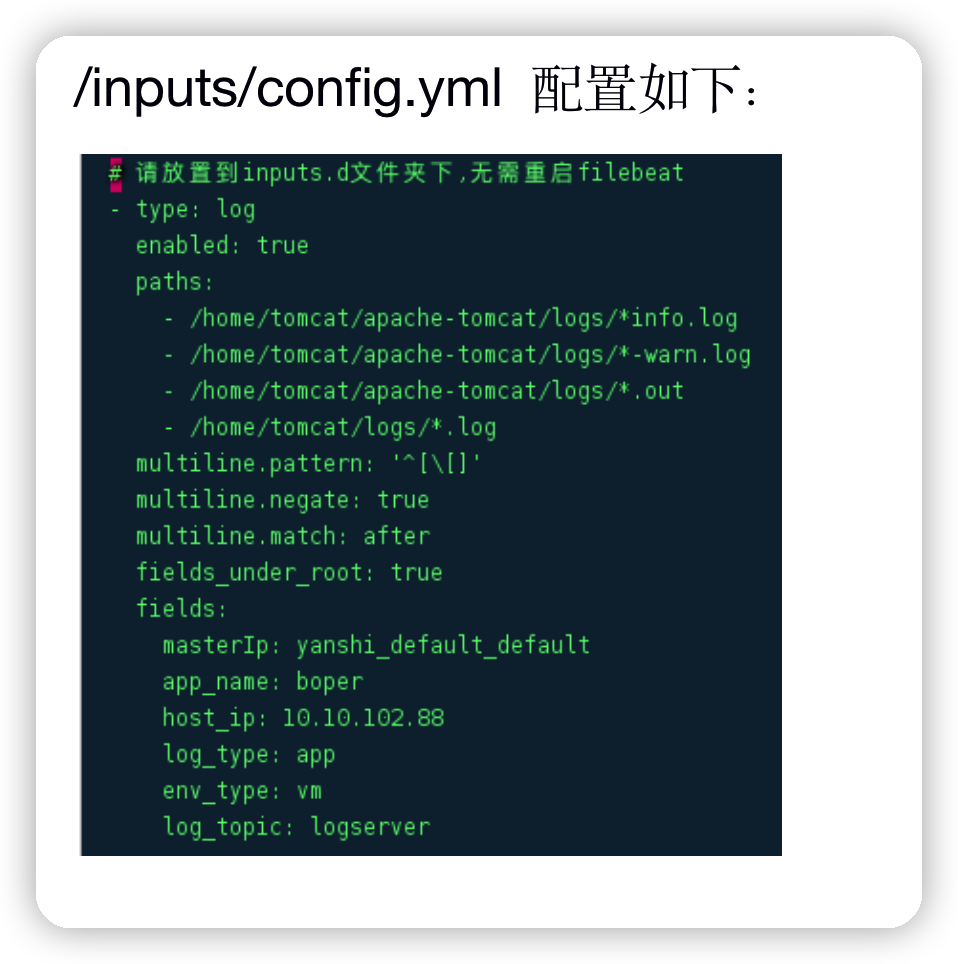 /inputs/config.yml 配置如下：
# 请放置到inputs.d文件夹下,无需重启filebeat
- type: log
enabled: true
paths:
- /home/tomcat/apache-tomcat/logs/*info.log
- /home/tomcat/apache-tomcat/logs/*-warn.log
- /home/tomcat/apache-tomcat/logs/*.out
- /home/tomcat/logs/*.log
multiline.pattern: '^[\[]'
multiline.negate: true
multiline.match: after
fields_under_root: true
fields:
masterIp: yanshi_default_default
app_name: boper
host_ip: 10.10.102.88
log_type: app
env_type: vm
log_topic: logserver